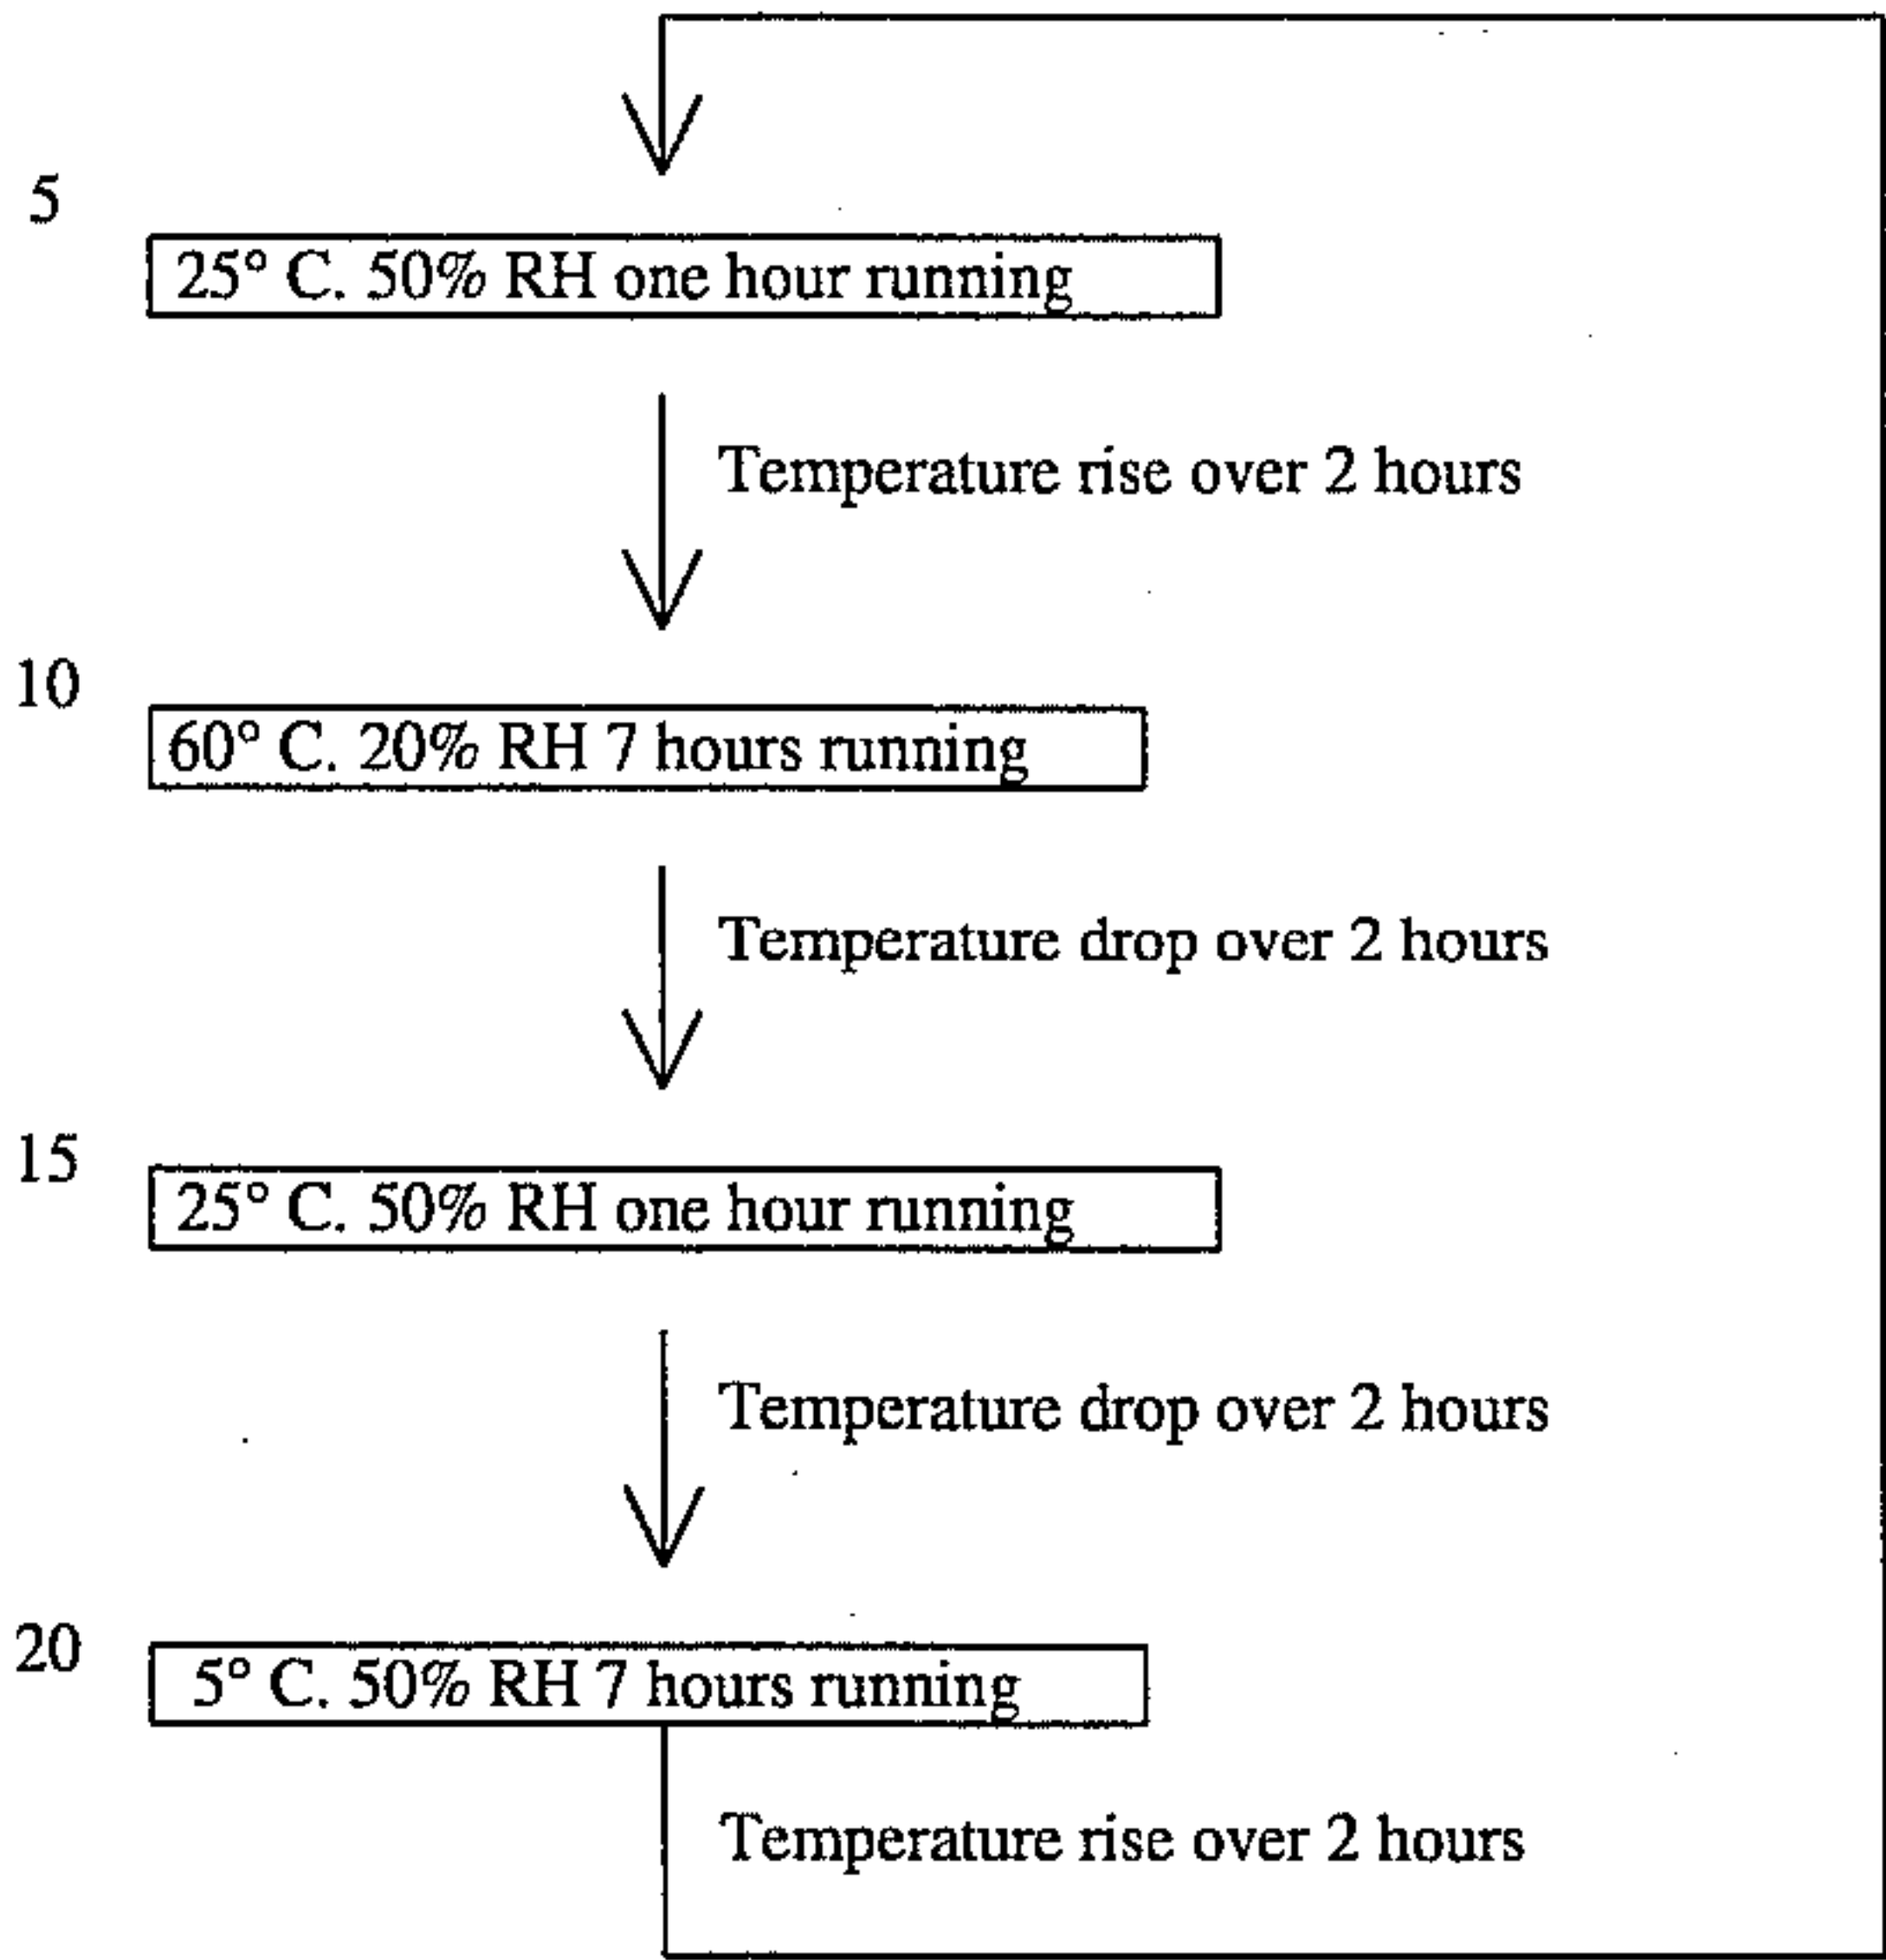 5
25° C. 50% RH one hour running
Temperature rise over 2 hours
10
60° C. 20% RH 7 hours running
Temperature drop over 2 hours
15
25° C. 50% RH one hour running
Temperature drop over 2 hours
20
5° C. 50% RH 7 hours running
Temperature rise over 2 hours